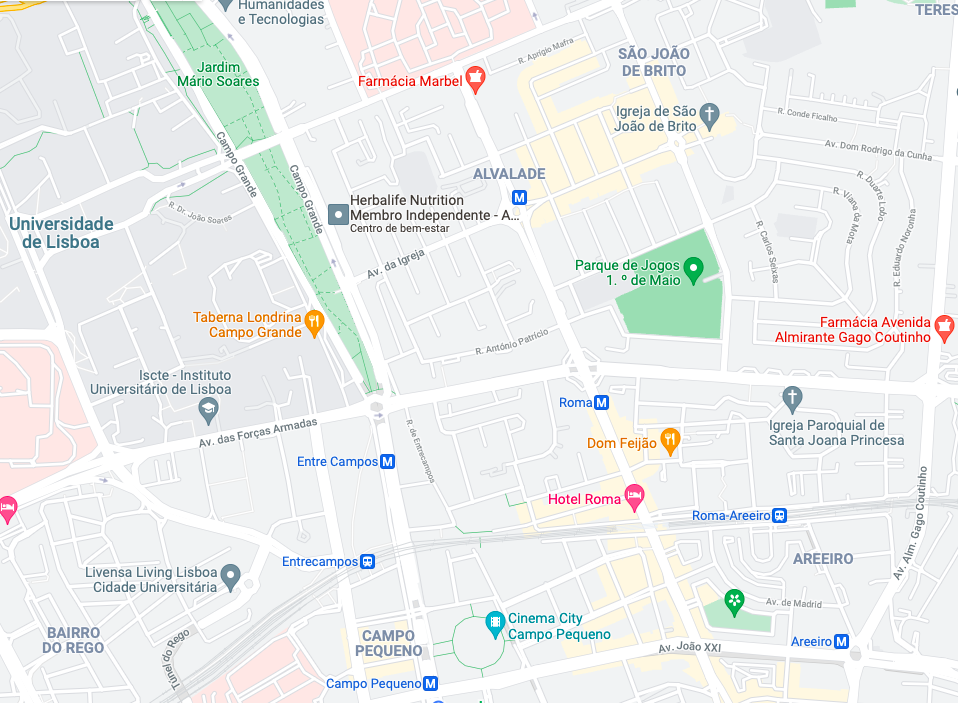 Humanidades
e Tecnologias
TERES
Jardim
Mário Soares
Farmácia Marbel
R. Aprígio Mafra
SÃO JOÃO
DE BRITO
Igreja de São
João de Brito
R. Conde Ficalho
Av. Dom Rodrigo da Cunha
Campo Grande
Campo Grande
ALVALADE
M
R. Duarte Lobo
R. Viana da Mota
R. Eduardo Noronha
R. Carlos Seixas
Herbalife Nutrition
Membro Independente - A...
Centro de bem-estar
R. Dr. João Soares
Universidade
de Lisboa
Av. da Igreja
Parque de Jogos
1. º de Maio
Taberna Londrina
Campo Grande
Farmácia Avenida
Almirante Gago Coutinho
R. António Patrício
Iscte - Instituto
Universitário de Lisboa
Roma M
Igreja Paroquial de
Santa Joana Princesa
Av. das Forças Armadas
R. de Entrecampos
Dom Feijão
Entre Campos M
Hotel Roma
Roma-Areeiro
Av. Alm. Gago Coutinho
Entrecampos
AREEIRO
Livensa Living Lisboa
Cidade Universitária
Av. de Madrid
Cinema City
Campo Pequeno
BAIRRO
DO REGO
Túnel do Rego
CAMPO
PEQUENO
Av. João XXI
Areeiro M
Campo Pequeno M